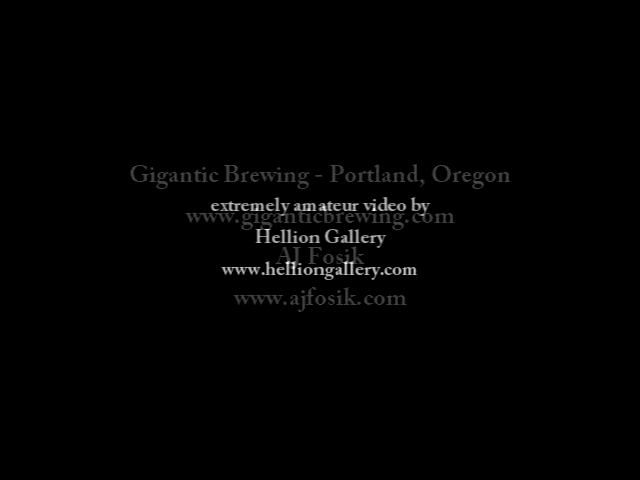 Gigantic Brewing - Portland, Oregon
extremely amateur video by
www.giganticbrewing.com
Hellion Gallery
AJ Fosik
www.helliongallery.com
www.ajfosik.com